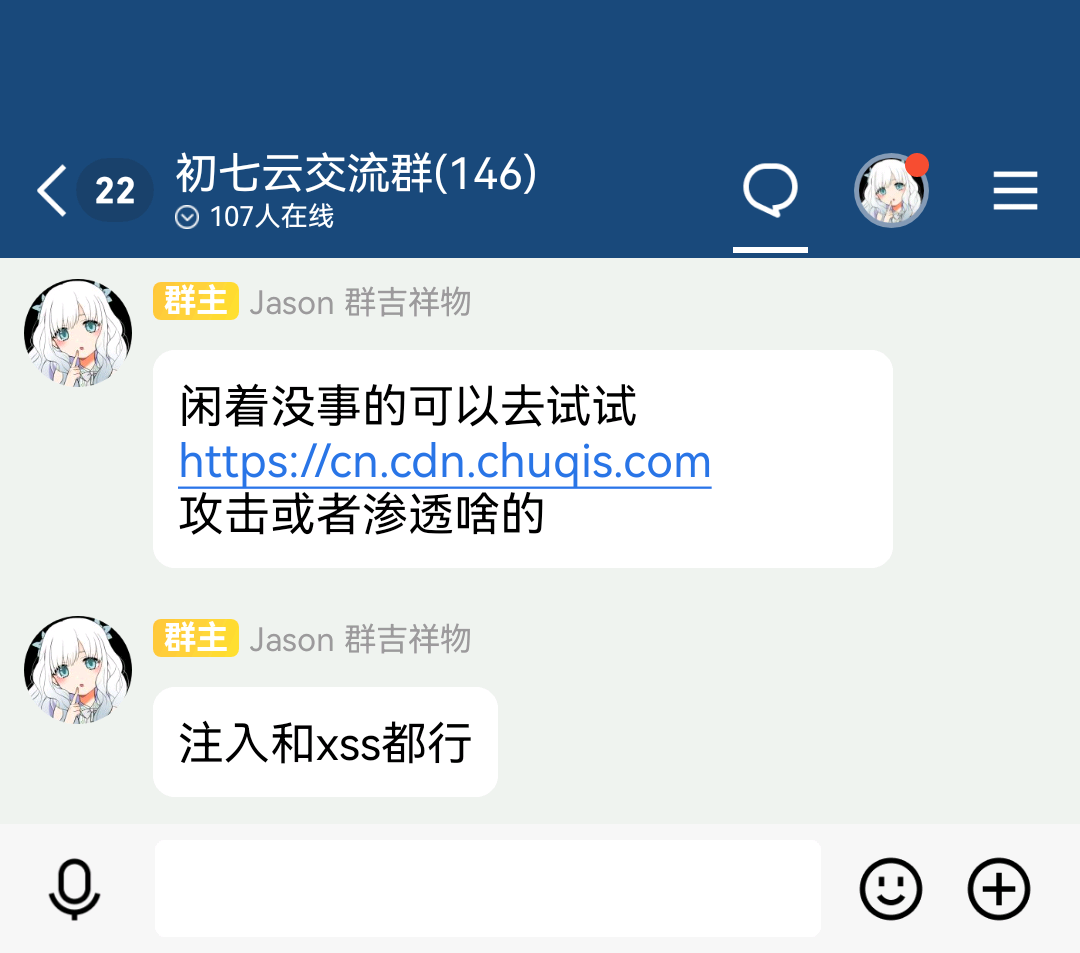 22
初七云交流群(146)
107人在线
群主 Jason 群吉祥物
闲着没事的可以去试试
https://cn.cdn.chuqis.com
攻击或者渗透啥的
群主 Jason 群吉祥物
注入和xss都行